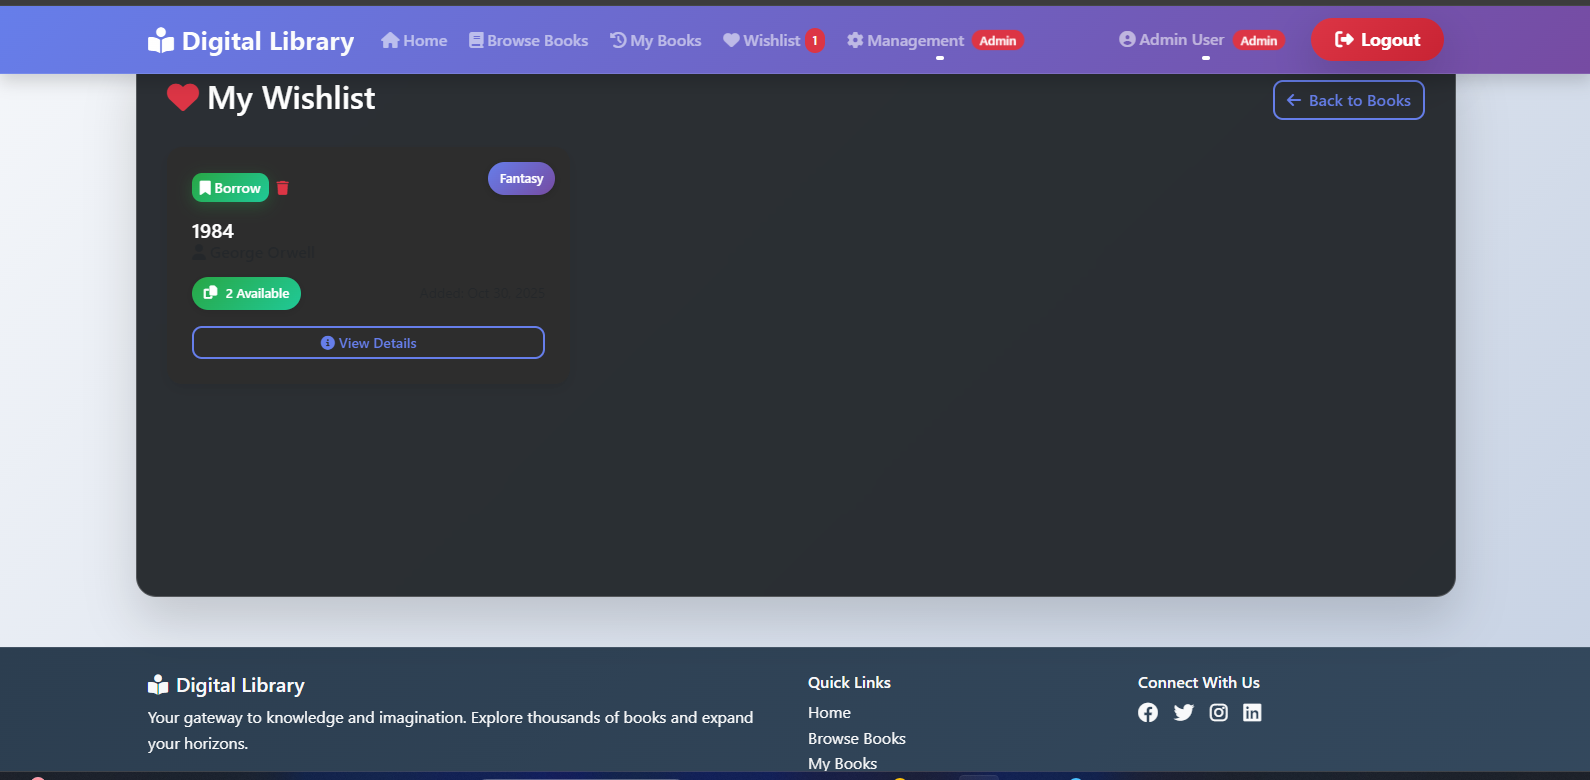 Digital Library
Home
Browse Books
My Books
Wishlist 1
Management Admin
Admin User Admin
Logout
My Wishlist
Back to Books
Borrow
Fantasy
1984
George Orwell
2 Available
Added: Oct 30, 2025
View Details
Digital Library
Your gateway to knowledge and imagination. Explore thousands of books and expand
your horizons.
Quick Links
Home
Browse Books
My Books
Connect With Us